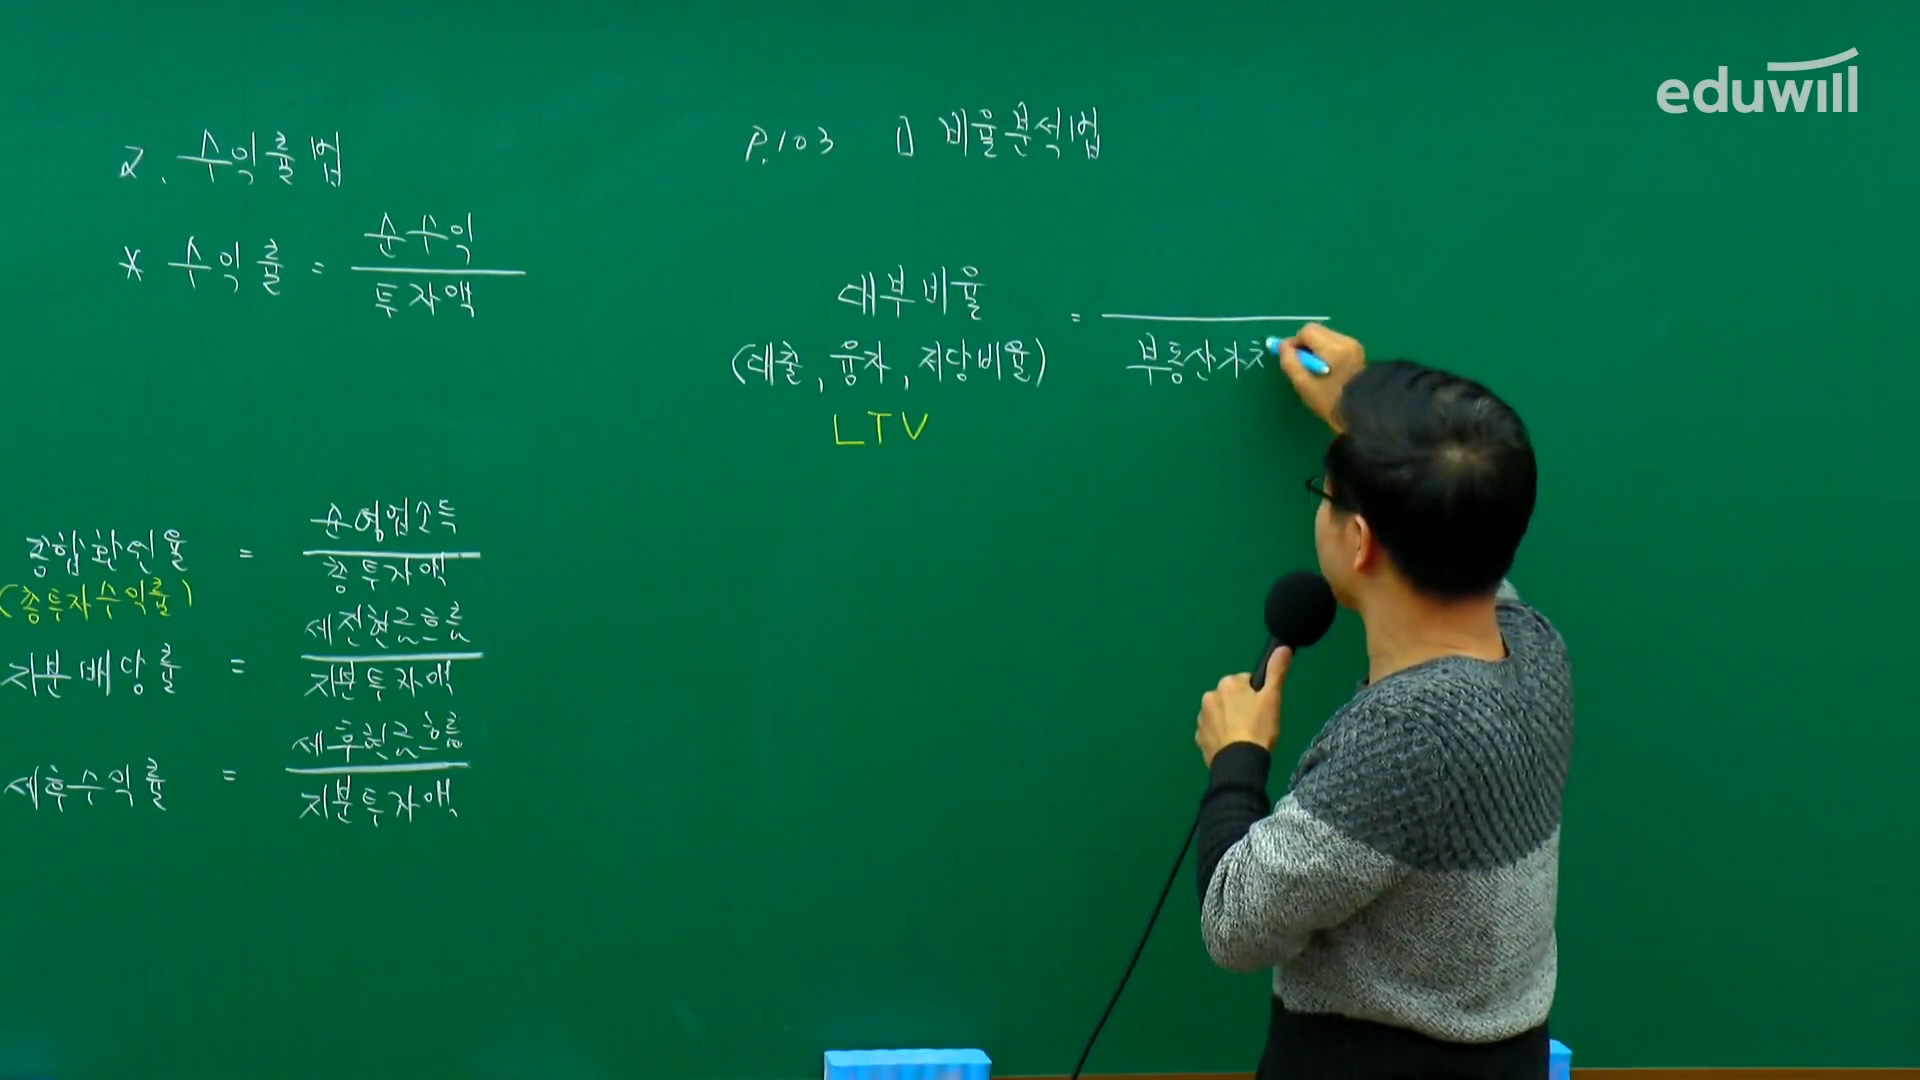 eduwill
2. 수익률법
* 수익률 = 순수익
투자액
종합환원율 = 순영업소득
총투자액
(총투자수익률)
지분배당률 = 세전현금흐름
지분투자액
세후수익률 = 세후현금흐름
지분투자액
P.103 비율분석법
대부비율 =
부동산가치
(대출, 융자, 저당비율)
LTV